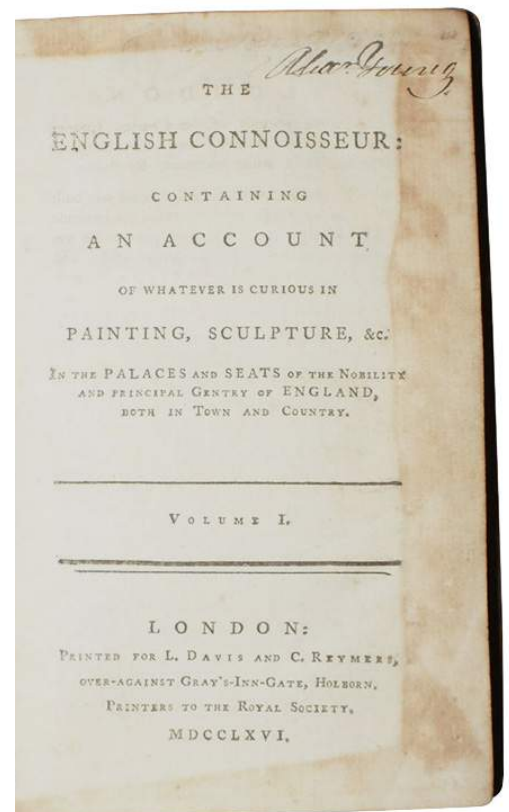 Alexr. Young.
THE
ENGLISH CONNOISSEUR:
CONTAINING
AN ACCOUNT
OF WHATEVER IS CURIOUS IN
PAINTING, SCULPTURE, &c.
IN THE PALACES AND SEATS OF THE NOBILITY
AND PRINCIPAL GENTRY OF ENGLAND,
BOTH IN TOWN AND COUNTRY.
VOLUME I.
LONDON:
PRINTED FOR L. DAVIS AND C. REYMERS,
OVER-AGAINST GRAY'S-INN-GATE, HOLBORN,
PRINTERS TO THE ROYAL SOCIETY.
MDCCLXVI.